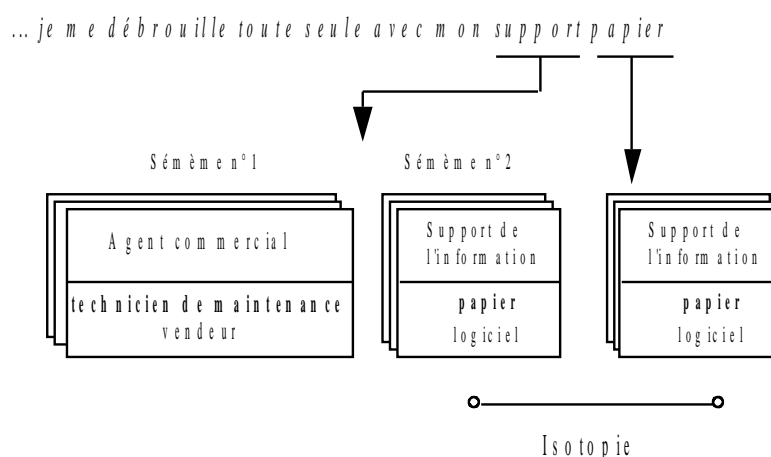 ... je me débrouille toute seule avec mon support papier
Sémème n°1
Sémème n°2
Agent commercial
technicien de maintenance
vendeur
Support de
l'information
papier
logiciel
Support de
l'information
papier
logiciel
Isotopie